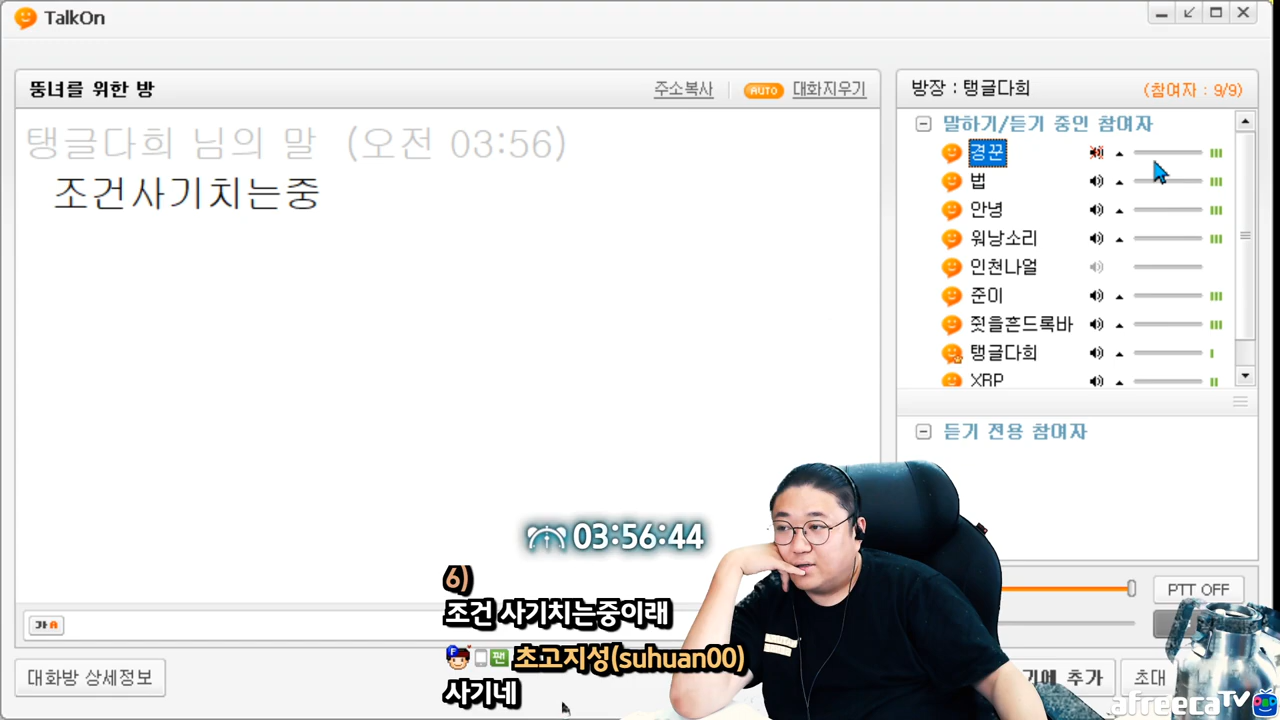 TalkOn
뚱녀를 위한 방
주소복사
AUTO 대화지우기
탱글다희 님의 말 (오전 03:56)
조건사기치는중
방장 : 탱글다희
(참여자 : 9/9)
말하기/듣기 중인 참여자
경꾼
법
안녕
워낭소리
인천나얼
준이
죗을흔드록바
탱글다희
XRP
듣기 전용 참여자
03:56:44
6)
조건 사기치는중이래
F 팬 초고지성(suhuan00)
사기네
가A
대화방 상세정보
PTT OFF
기에 추가
초대
afreecaTV